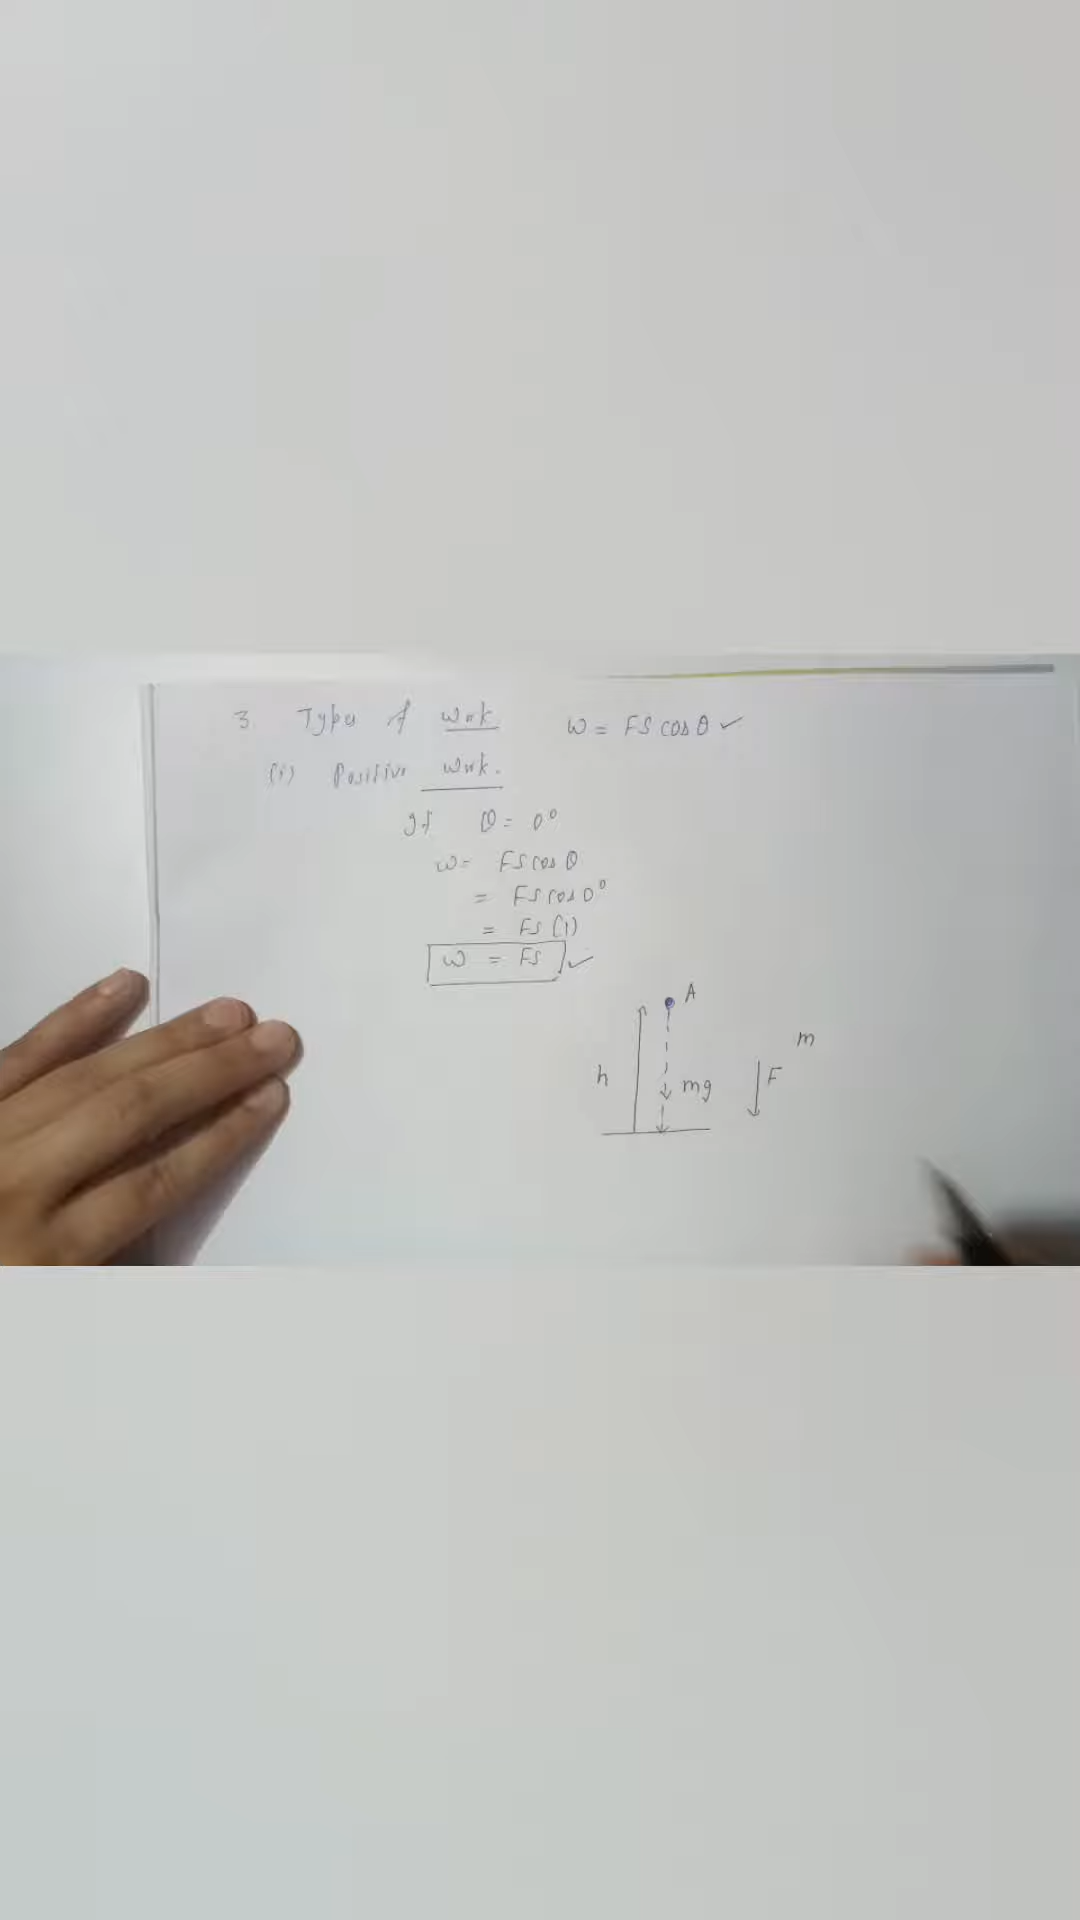 3 Types of Work W = FS cos θ ✓
(i) Positive Work.
If θ = 0°
W = FS cos θ
= FS cos 0°
= FS (1)
W = FS ✓
A
m
h mg F